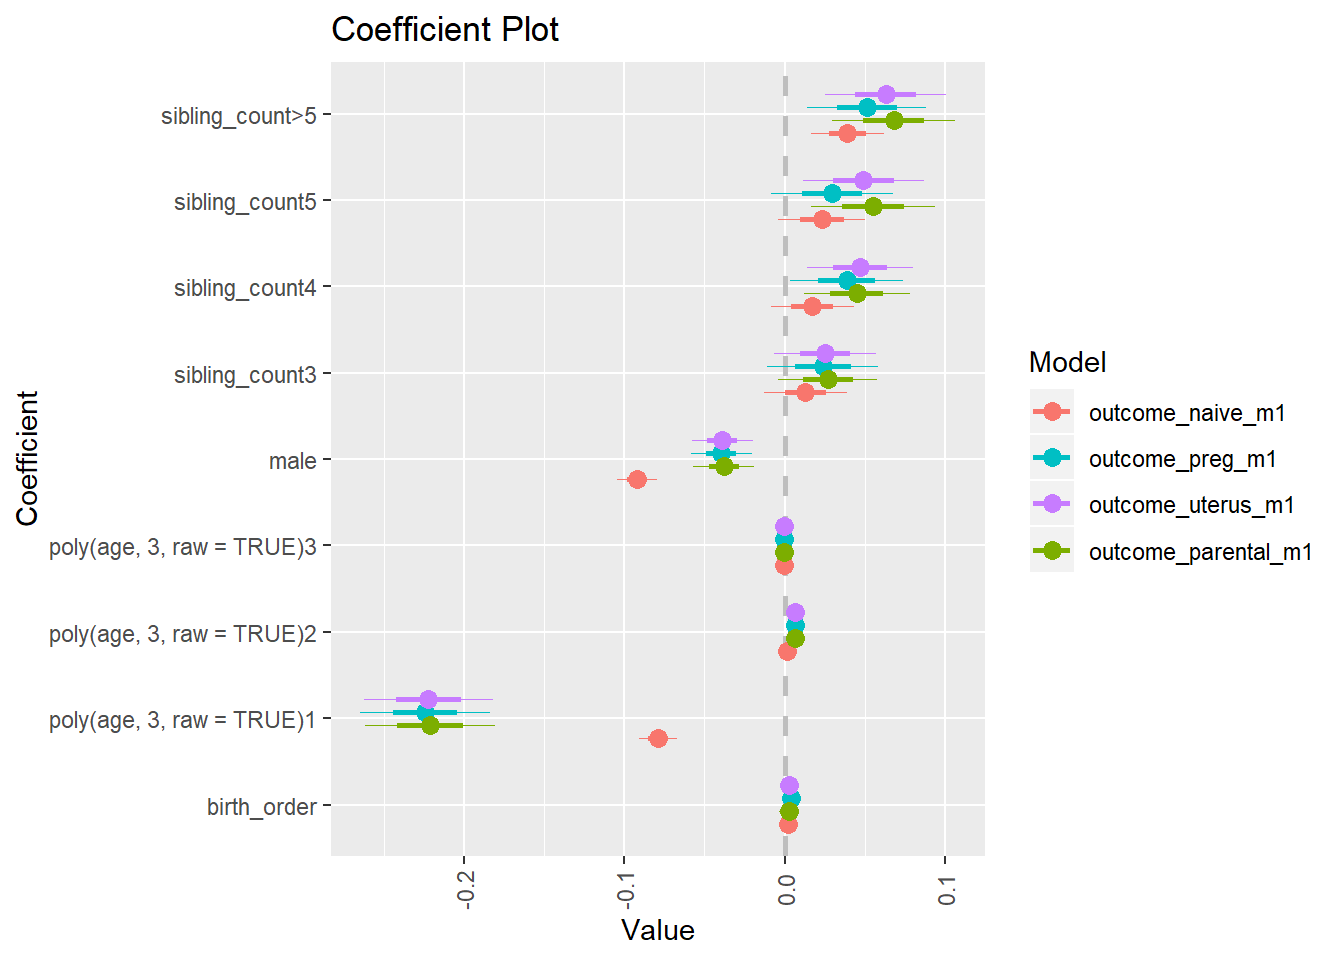 Coefficient Plot
sibling_count>5
sibling_count5
sibling_count4
sibling_count3
male
poly(age, 3, raw = TRUE)3
poly(age, 3, raw = TRUE)2
poly(age, 3, raw = TRUE)1
birth_order
Coefficient
-0.2
-0.1
0.0
0.1
Value
Model
outcome_naive_m1
outcome_preg_m1
outcome_uterus_m1
outcome_parental_m1